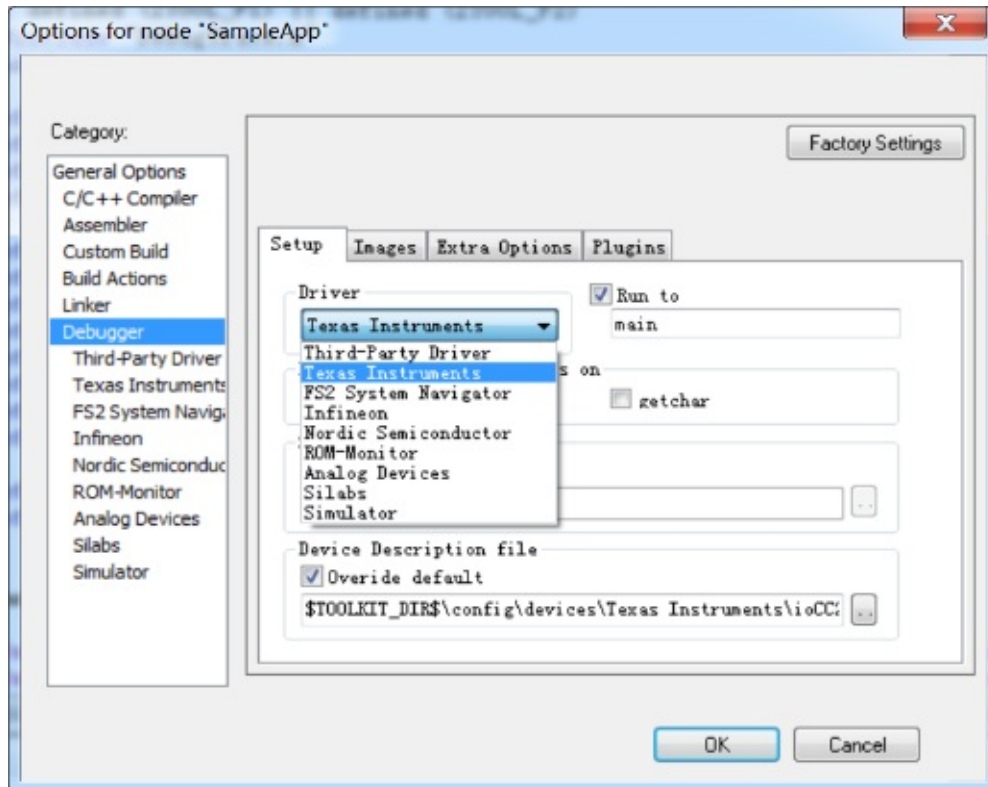 Options for node "SampleApp"
Category:
Factory Settings
General Options
C/C++ Compiler
Assembler
Custom Build
Build Actions
Linker
Debugger
Third-Party Driver
Texas Instruments
FS2 System Naviga
Infineon
Nordic Semiconduc
ROM-Monitor
Analog Devices
Silabs
Simulator
Setup Images Extra Options Plugins
Driver
Run to
Texas Instruments
main
Third-Party Driver
Texas Instruments
s on
FS2 System Navigator
getchar
Infineon
Nordic Semiconductor
ROM-Monitor
Analog Devices
Silabs
Simulator
Device Description file
Override default
$TOOLKIT_DIR$\config\devices\Texas Instruments\ioCC2
OK Cancel